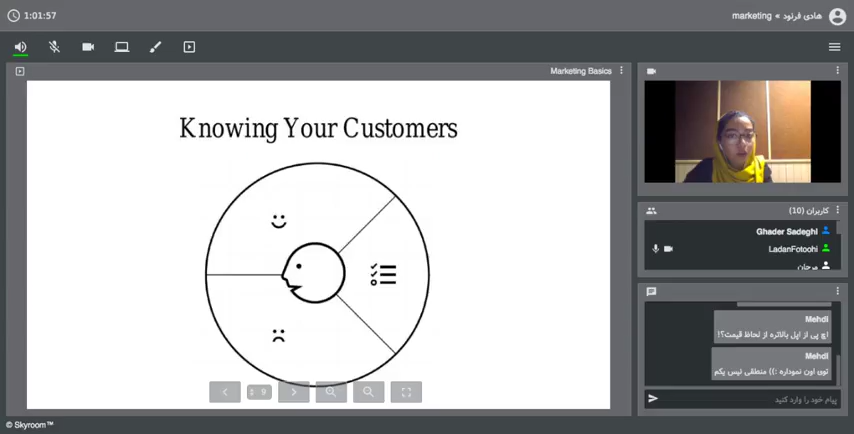 1:01:57
هادی فرنود » marketing
Marketing Basics
Knowing Your Customers
9
کاربران (10)
Ghader Sadeghi
LadanFotoohi
مرجان
Mehdi
اچ پی از اپل بالاتره از لحاظ قیمت؟!
Mehdi
توی اون نموداره :)) منطقی نیس یکم
پیام خود را وارد کنید
© Skyroom™